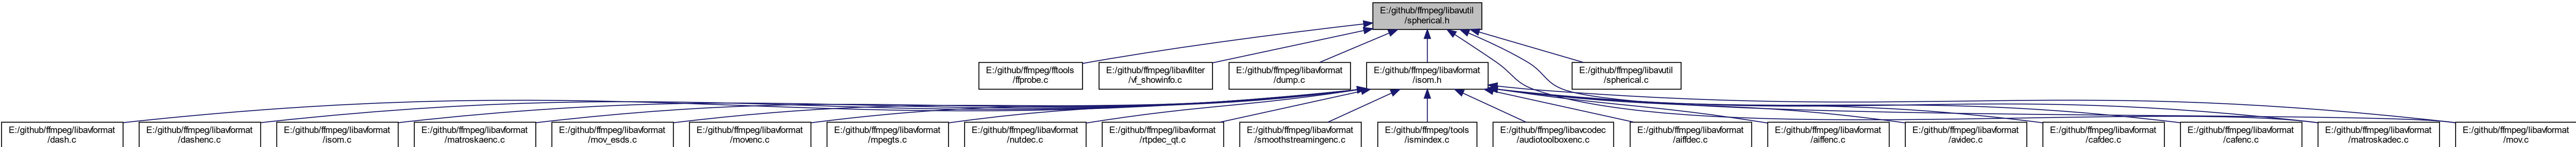 E:/github/ffmpeg/libavutil
/spherical.h
E:/github/ffmpeg/fftools
/ffprobe.c
E:/github/ffmpeg/libavfilter
/vf_showinfo.c
E:/github/ffmpeg/libavformat
/dump.c
E:/github/ffmpeg/libavformat
/isom.h
E:/github/ffmpeg/libavutil
/spherical.c
E:/github/ffmpeg/libavformat
/dash.c
E:/github/ffmpeg/libavformat
/dashenc.c
E:/github/ffmpeg/libavformat
/isom.c
E:/github/ffmpeg/libavformat
/matroskaenc.c
E:/github/ffmpeg/libavformat
/mov_esds.c
E:/github/ffmpeg/libavformat
/movenc.c
E:/github/ffmpeg/libavformat
/mpegts.c
E:/github/ffmpeg/libavformat
/nutdec.c
E:/github/ffmpeg/libavformat
/rtpdec_qt.c
E:/github/ffmpeg/libavformat
/smoothstreamingenc.c
E:/github/ffmpeg/tools
/ismindex.c
E:/github/ffmpeg/libavcodec
/audiotoolboxenc.c
E:/github/ffmpeg/libavformat
/aiffdec.c
E:/github/ffmpeg/libavformat
/aiffenc.c
E:/github/ffmpeg/libavformat
/avidec.c
E:/github/ffmpeg/libavformat
/cafdec.c
E:/github/ffmpeg/libavformat
/cafenc.c
E:/github/ffmpeg/libavformat
/matroskadec.c
E:/github/ffmpeg/libavformat
/mov.c